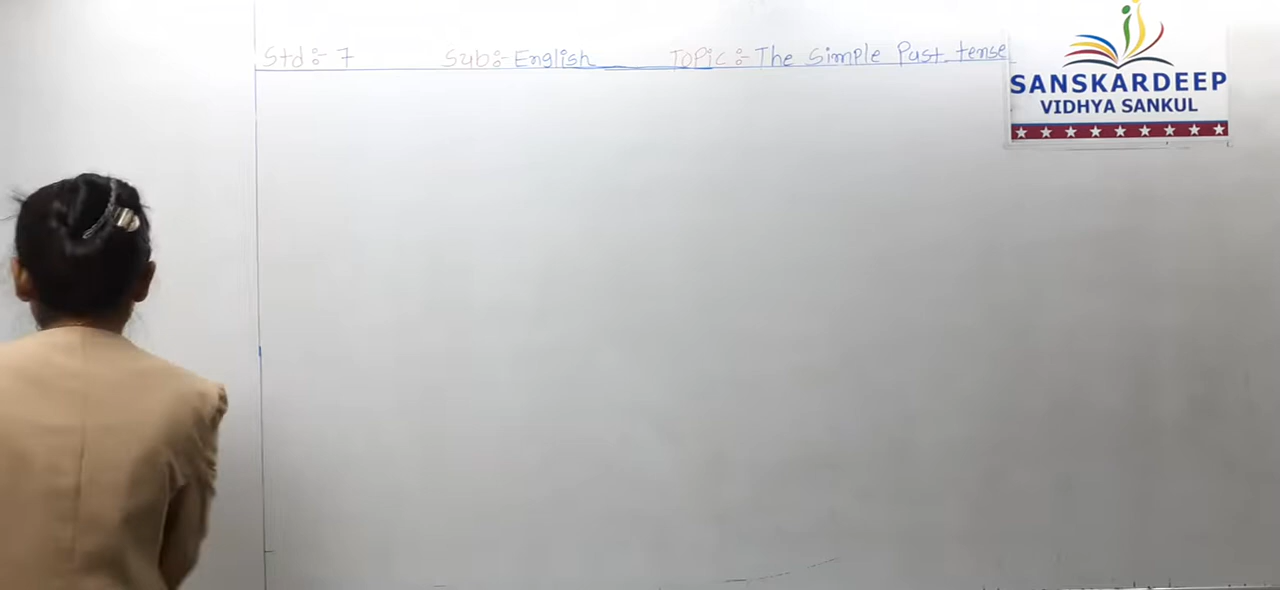 Std :- 7 Sub :- English Topic :- The Simple Past tense
SANSKARDEEP
VIDHYA SANKUL